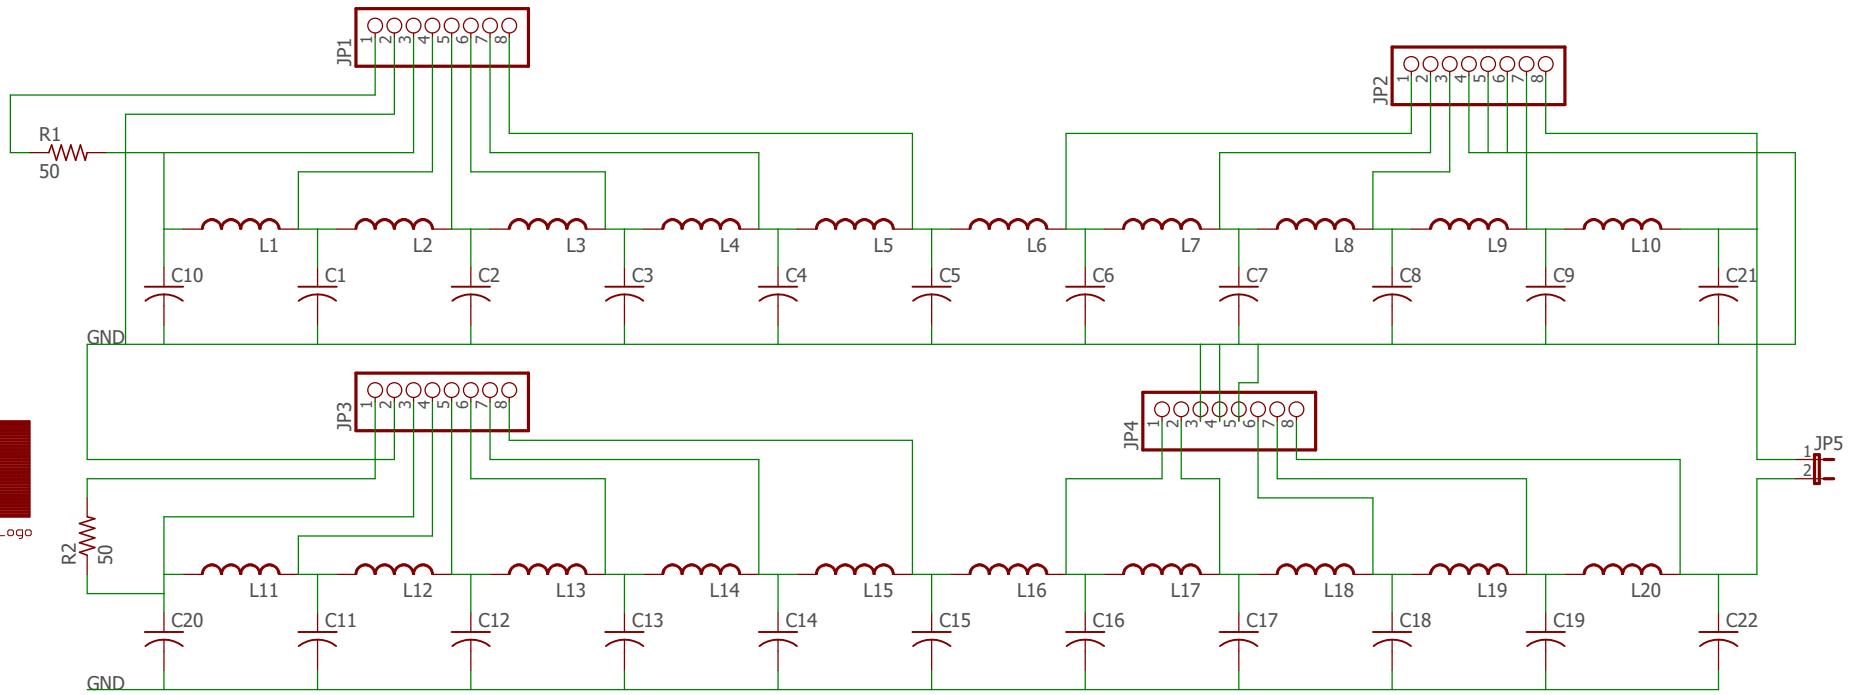 JP1
1 2 3 4 5 6 7 8
JP2
1 2 3 4 5 6 7 8
R1
50
L1 L2 L3 L4 L5 L6 L7 L8 L9 L10
C10 C1 C2 C3 C4 C5 C6 C7 C8 C9 C21
GND
JP3
1 2 3 4 5 6 7 8
JP4
1 2 3 4 5 6 7 8
JP5
1
2
Logo
R2
50
L11 L12 L13 L14 L15 L16 L17 L18 L19 L20
C20 C11 C12 C13 C14 C15 C16 C17 C18 C19 C22
GND